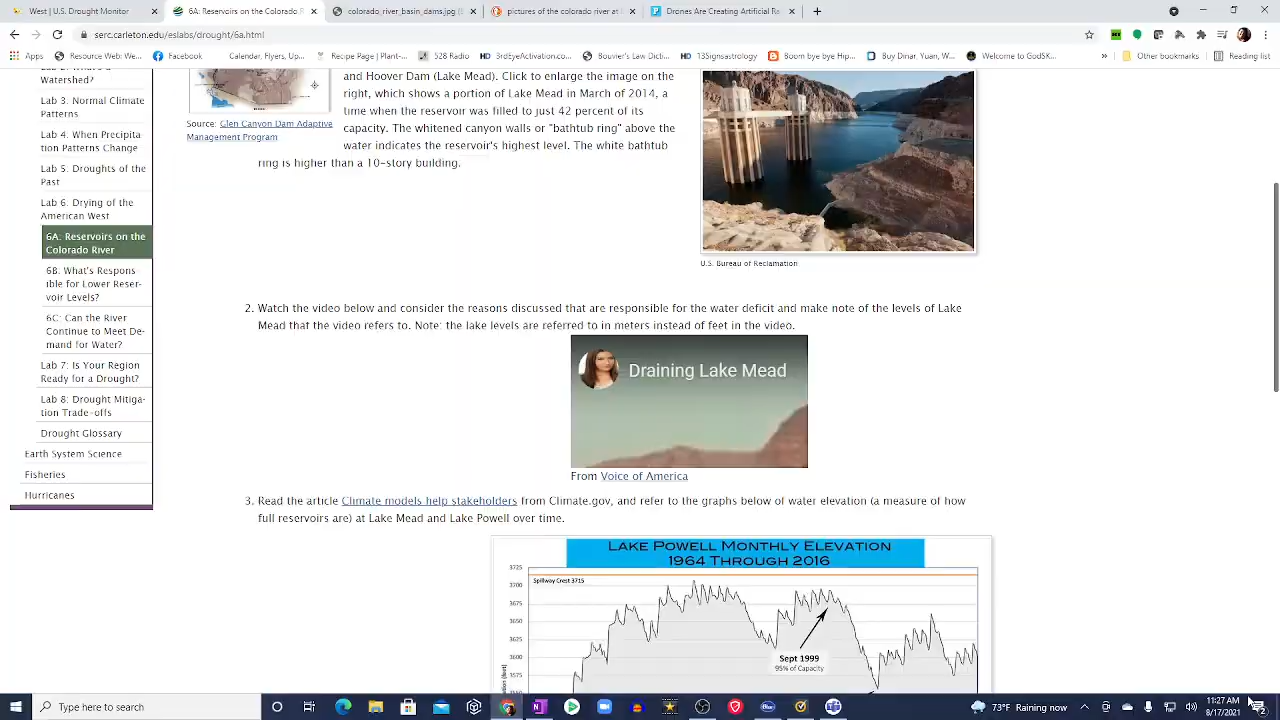 West | U.S. Drought Monitor
6A: Reservoirs on the Colorado R
colorado_river_basin_dams.jpg
pictures of the colorado river at
Drones Are Creating Artificial Ra
serc.carleton.edu/eslabs/drought/6a.html
Apps
Resource Web: We...
Facebook
Calendar, Flyers, Up...
Recipe Page | Plant-...
528 Radio
3rdEyeActivation.co...
Bouvier's Law Dict...
13Signsastrology
Boom bye bye Hip...
Buy Dinar, Yuan, W...
Welcome to GodSK...
»
Other bookmarks
Reading list
Watershed?
Lab 3: Normal Climate
Patterns
Lab 4. When Precipita-
tion Patterns Change
Lab 5: Droughts of the
Past
Lab 6: Drying of the
American West
6A: Reservoirs on the
Colorado River
6B. What's Respons-
ible for Lower Reser-
voir Levels?
6C: Can the River
Continue to Meet De-
mand for Water?
Lab 7: Is Your Region
Ready for a Drought?
Lab 8: Drought Mitiga-
tion Trade-offs
Drought Glossary
Earth System Science
Fisheries
Hurricanes
Source: Glen Canyon Dam Adaptive
Management Program
and Hoover Dam (Lake Mead). Click to enlarge the image on the
right, which shows a portion of Lake Mead in March of 2014, a
time when the reservoir was filled to just 42 percent of its
capacity. The whitened canyon walls or "bathtub ring" above the
water indicates the reservoir's highest level. The white bathtub
ring is higher than a 10-story building.
U.S. Bureau of Reclamation
2. Watch the video below and consider the reasons discussed that are responsible for the water deficit and make note of the levels of Lake
Mead that the video refers to. Note: the lake levels are referred to in meters instead of feet in the video.
Draining Lake Mead
From Voice of America
3. Read the article Climate models help stakeholders from Climate.gov, and refer to the graphs below of water elevation (a measure of how
full reservoirs are) at Lake Mead and Lake Powell over time.
LAKE POWELL MONTHLY ELEVATION
1964 THROUGH 2016
3725
Spillway Crest 3715
3700
3675
3650
3625
3600
3575
Sept 1999
95% of Capacity
Type here to search
73°F Raining now
11:27 AM
8/17/2021